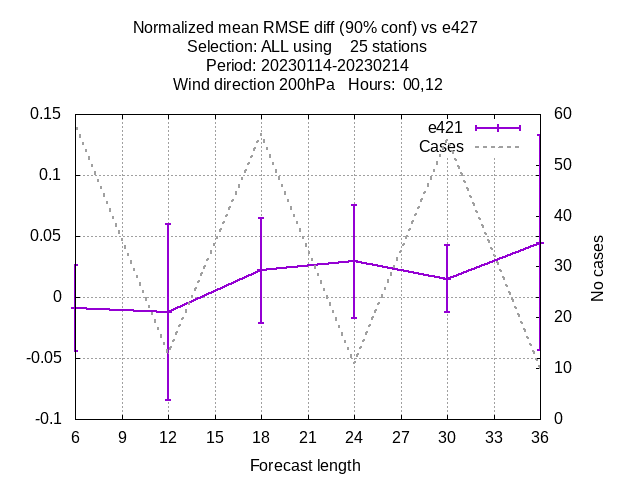 Normalized mean RMSE diff (90% conf) vs e427
Selection: ALL using    25 stations
Period: 20230114-20230214
Wind direction 200hPa   Hours:  00,12
0.15
0.1
0.05
0
-0.05
-0.1
60
50
40
30
20
10
0
e421
Cases
No cases
6 9 12 15 18 21 24 27 30 33 36
Forecast length